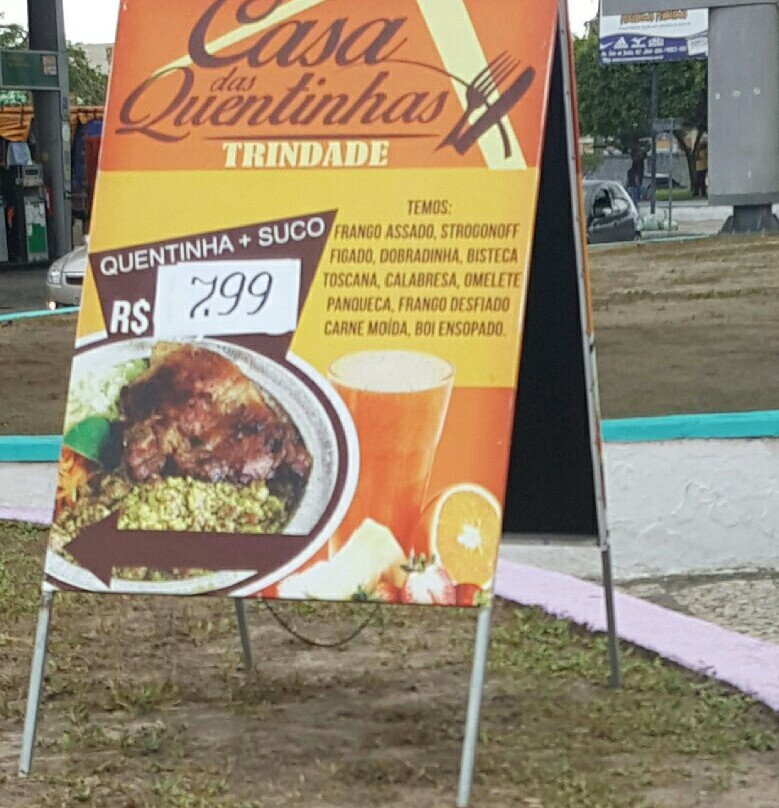 Casa
das
Quentinhas
TRINDADE
TEMOS:
FRANGO ASSADO, STROGONOFF
FIGADO, DOBRADINHA, BISTECA
TOSCANA, CALABRESA, OMELETE
PANQUECA, FRANGO DESFIADO
CARNE MOÍDA, BOI ENSOPADO.
QUENTINHA + SUCO
R$ 7,99